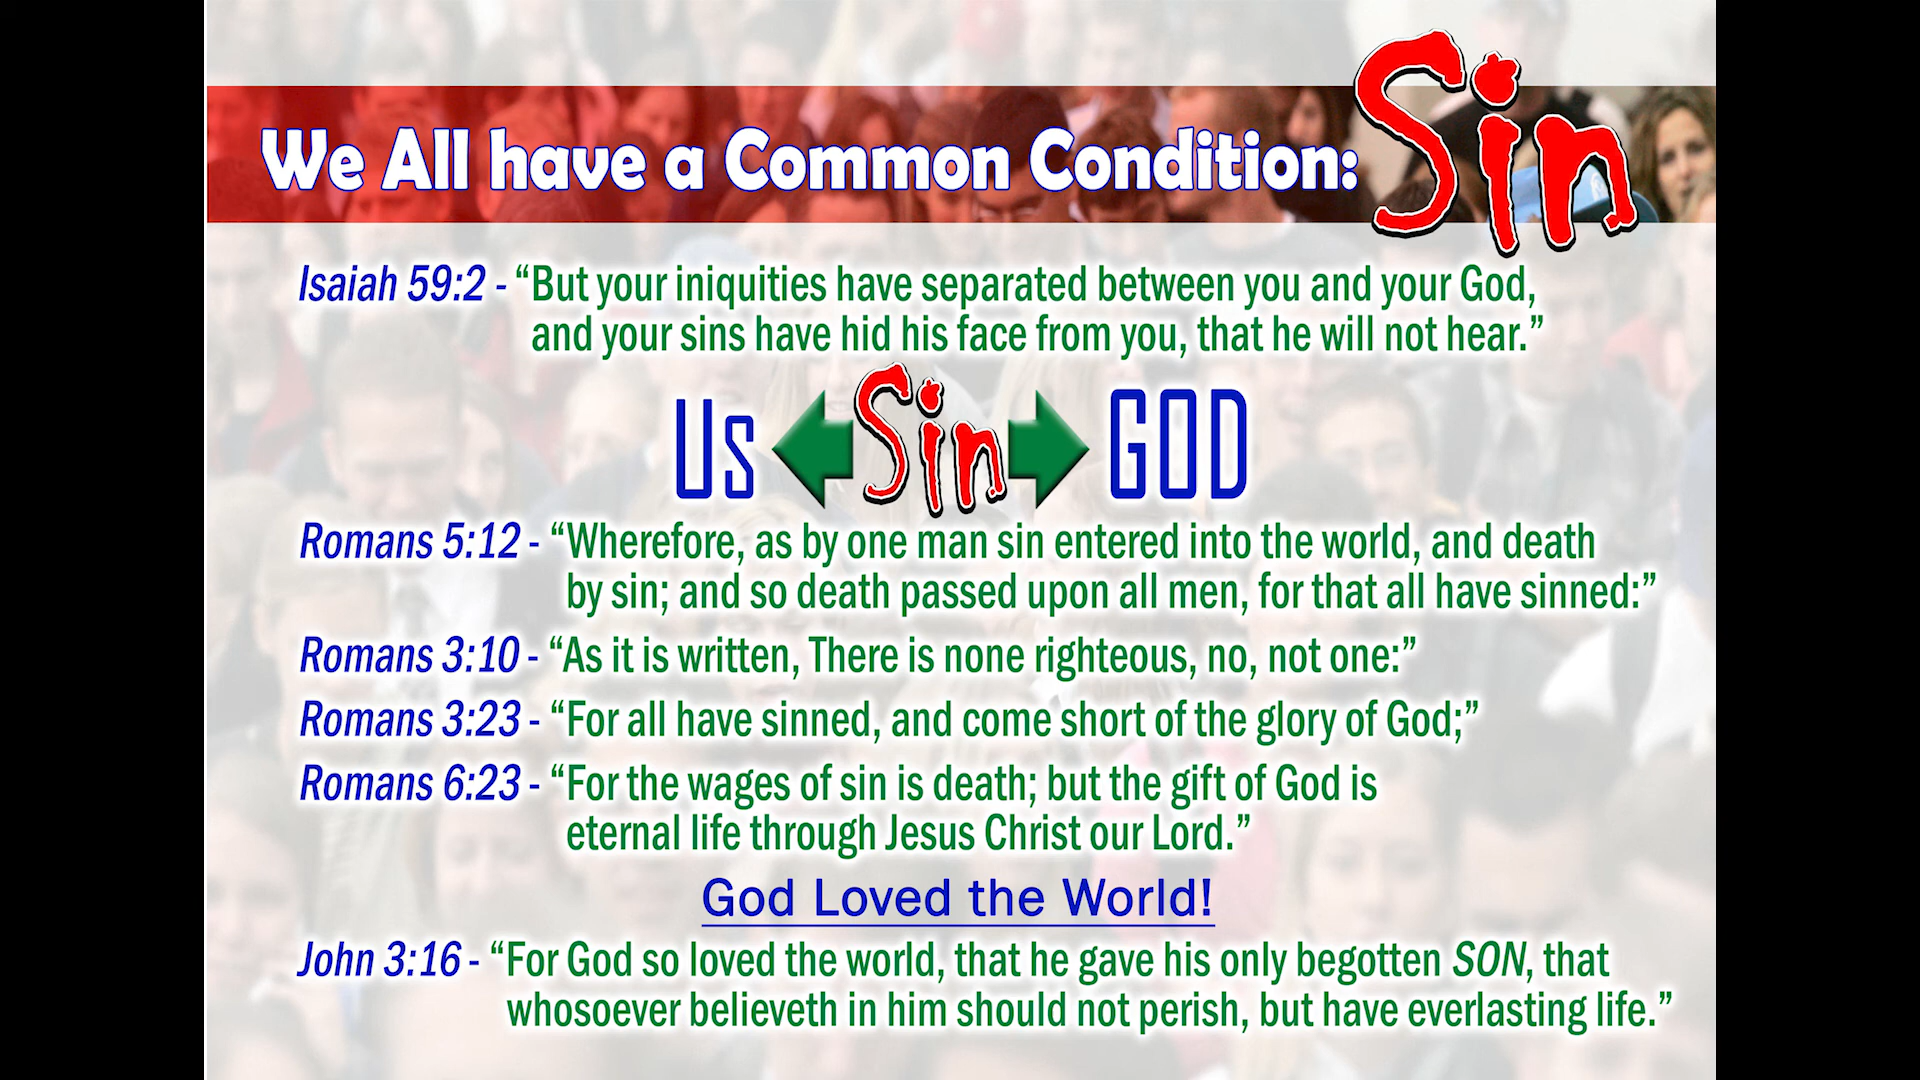 We All have a Common Condition: Sin
Isaiah 59:2 - “But your iniquities have separated between you and your God,
and your sins have hid his face from you, that he will not hear.”
Us Sin GOD
Romans 5:12 - “Wherefore, as by one man sin entered into the world, and death
by sin; and so death passed upon all men, for that all have sinned:”
Romans 3:10 - “As it is written, There is none righteous, no, not one:”
Romans 3:23 - “For all have sinned, and come short of the glory of God;”
Romans 6:23 - “For the wages of sin is death; but the gift of God is
eternal life through Jesus Christ our Lord.”
God Loved the World!
John 3:16 - “For God so loved the world, that he gave his only begotten SON, that
whosoever believeth in him should not perish, but have everlasting life.”